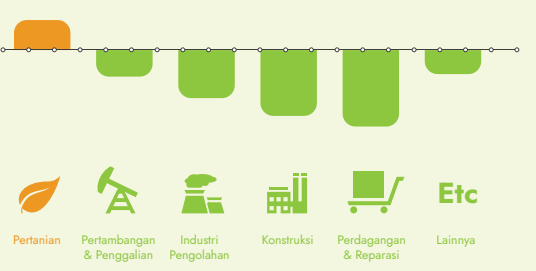 Etc
Pertanian
Pertambangan
& Penggalian
Industri
Pengolahan
Konstruksi
Perdagangan
& Reparasi
Lainnya